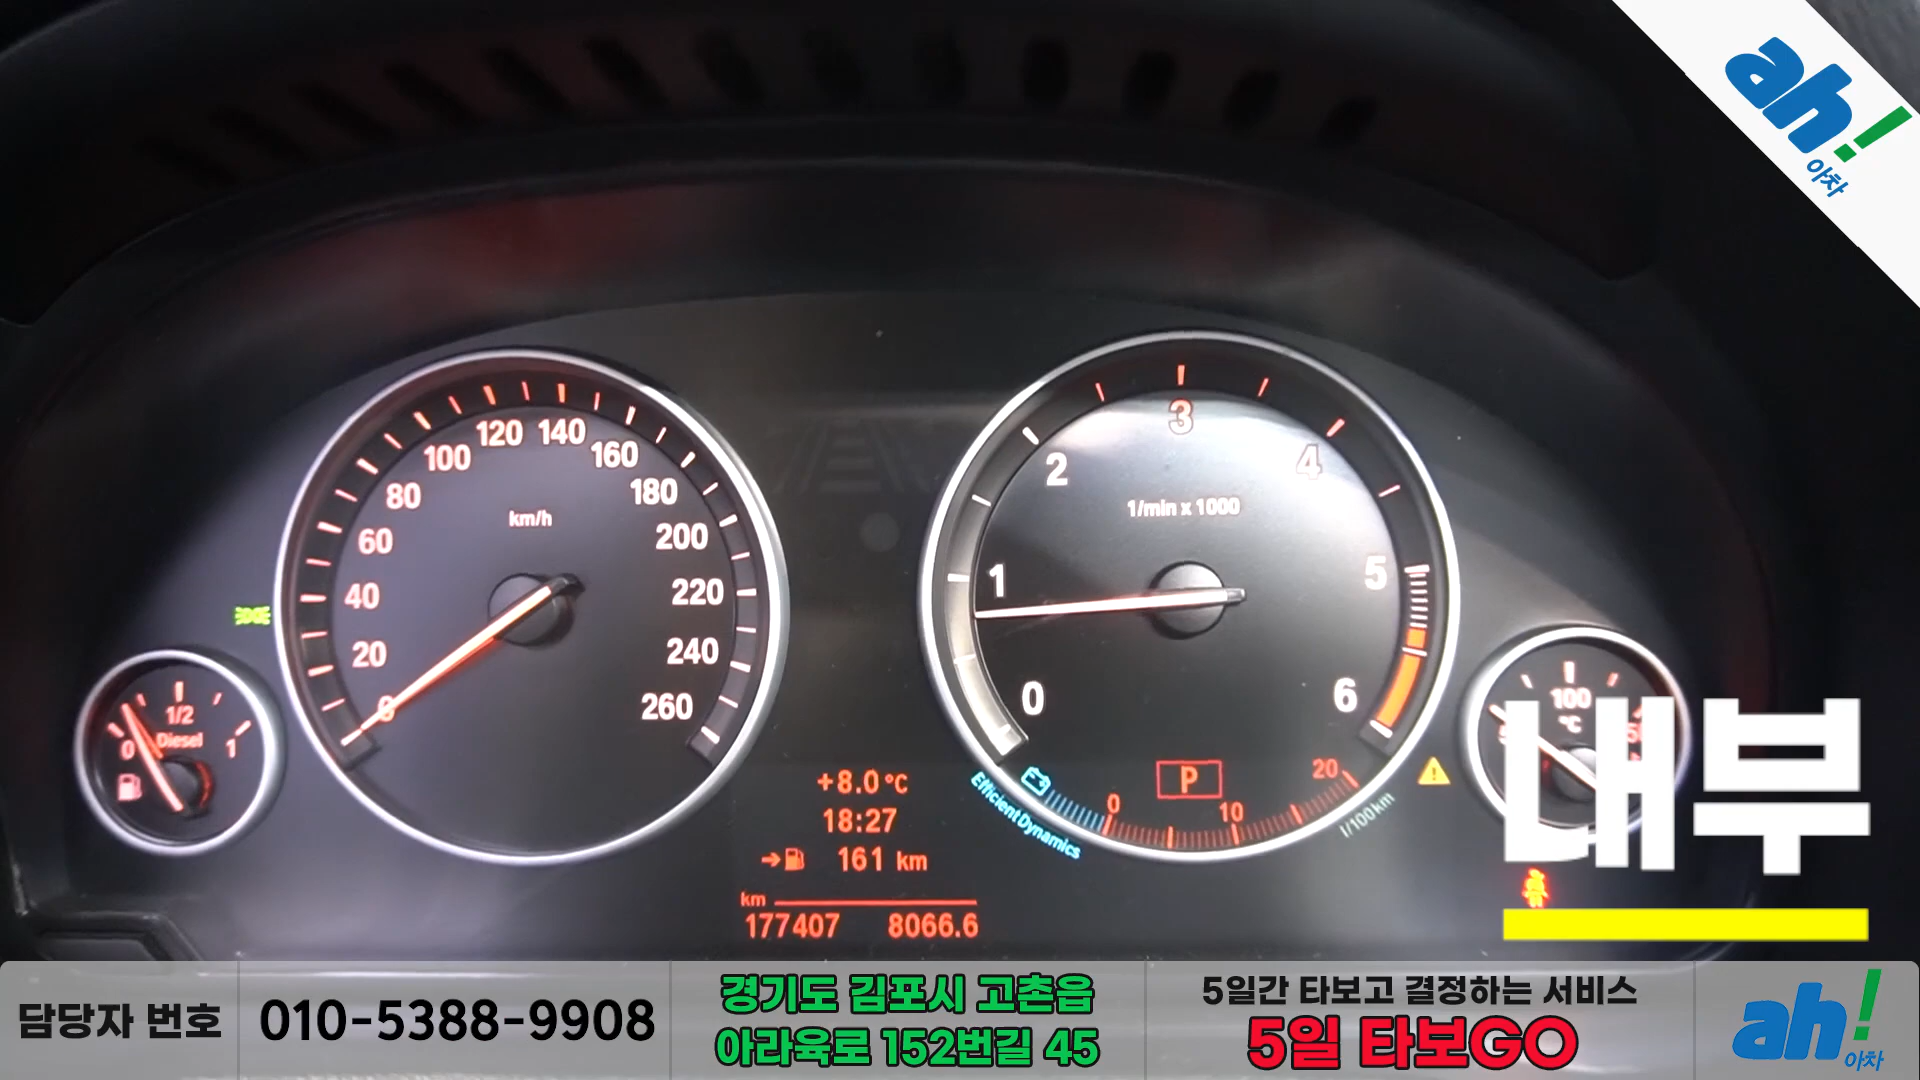 ah!
아차
0
20
40
60
80
100
120
140
160
180
200
220
240
260
km/h
0
1
2
3
4
5
6
1/min x 1000
0
1/2
1
Diesel
100
°C
+8.0 °C
18:27
161 km
km
177407 8066.6
P
0
10
20
l/100km
EfficientDynamics
내부
담당자 번호
010-5388-9908
경기도 김포시 고촌읍
아라육로 152번길 45
5일간 타보고 결정하는 서비스
5일 타보GO
ah!
아차